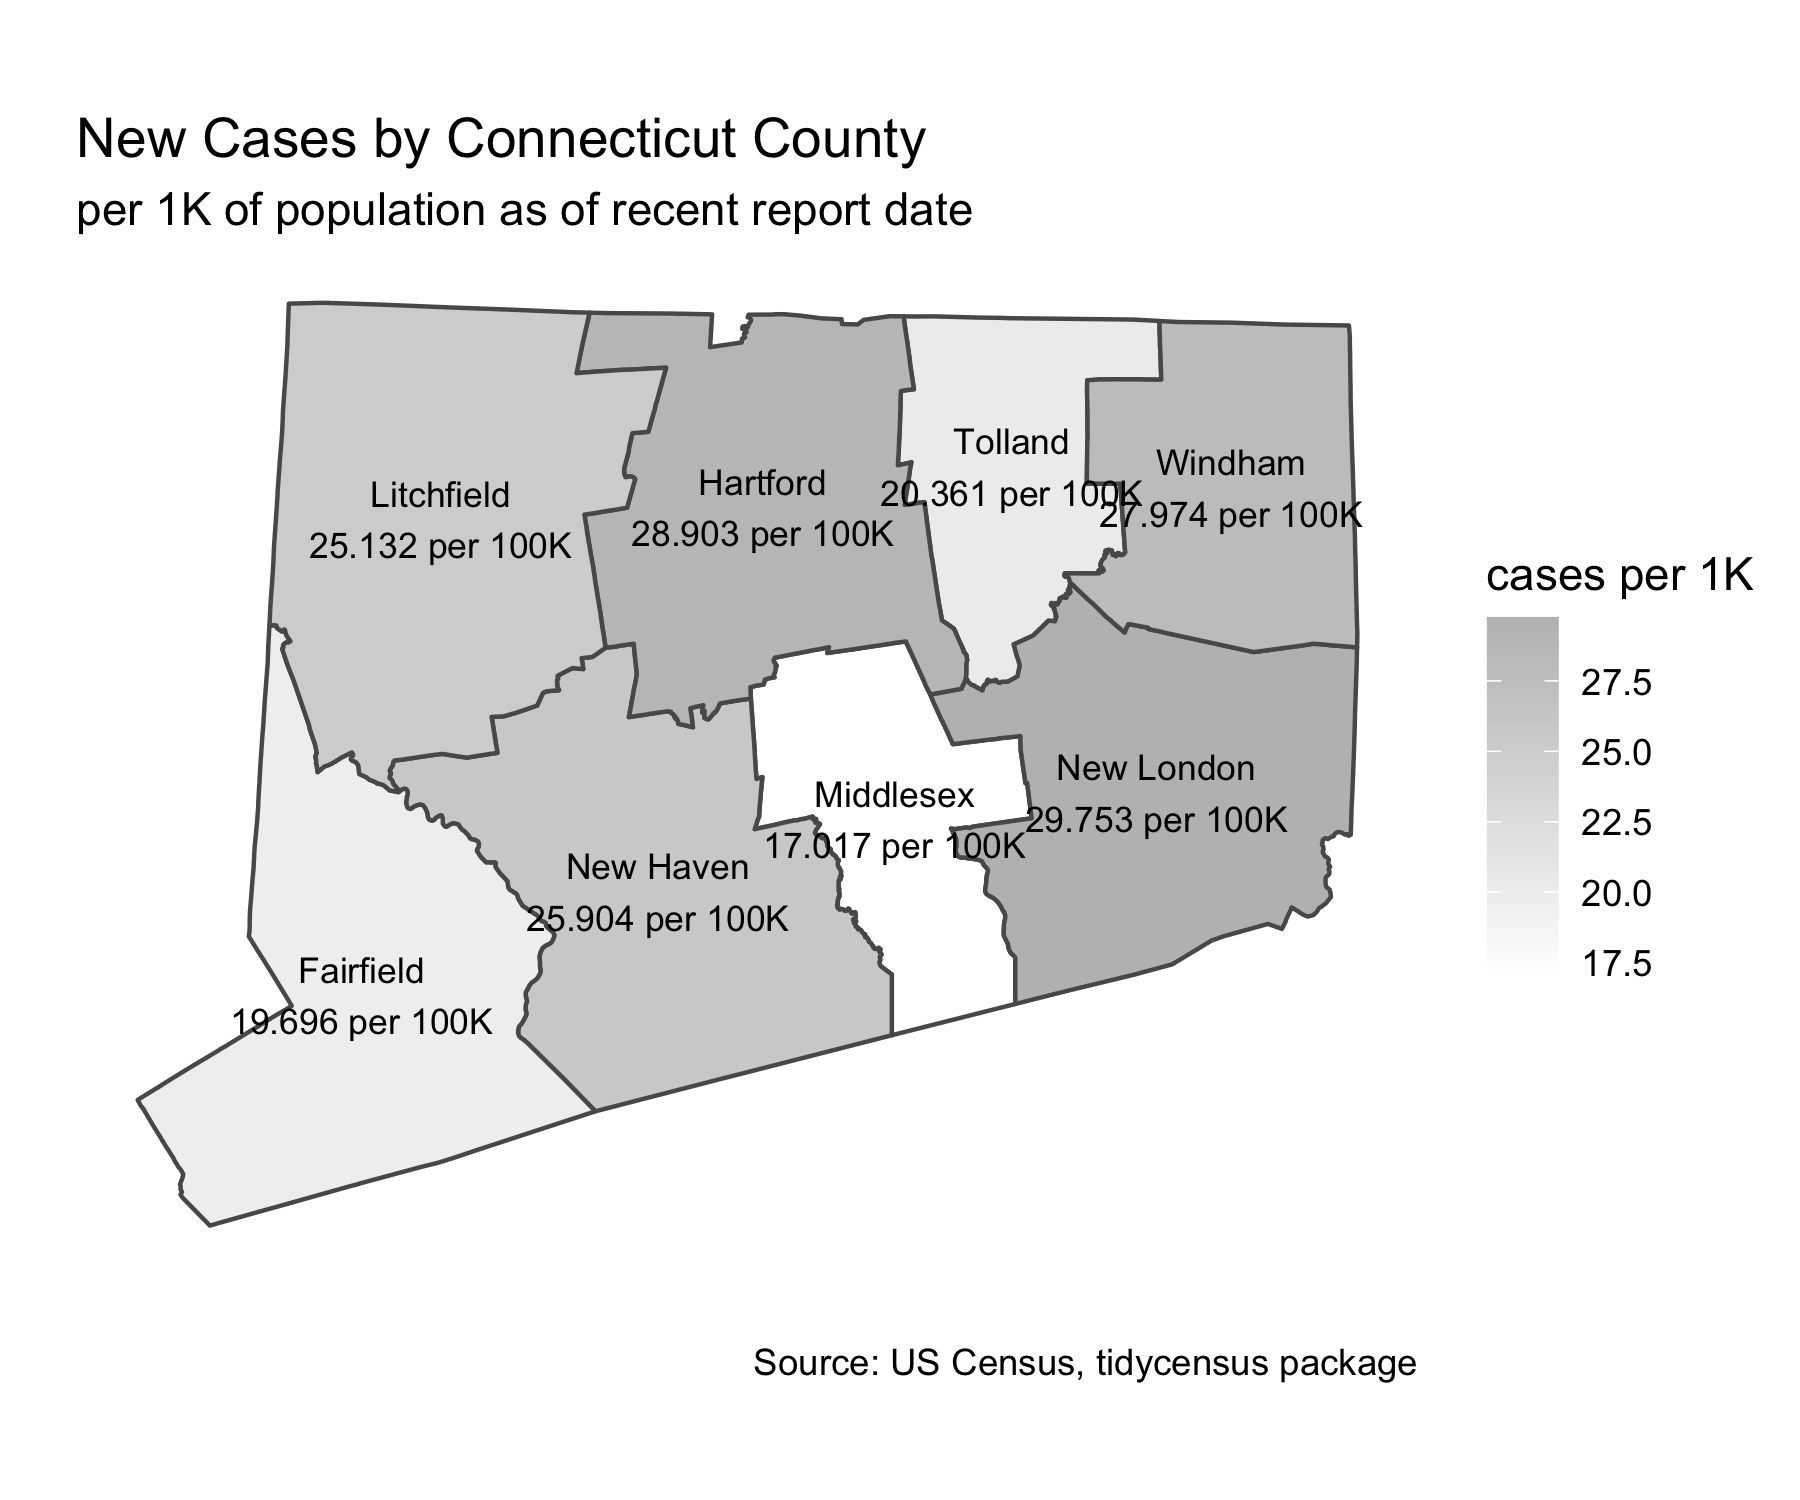 New Cases by Connecticut County
per 1K of population as of recent report date
Litchfield
25.132 per 100K
Hartford
28.903 per 100K
Tolland
20.361 per 100K
Windham
27.974 per 100K
New London
29.753 per 100K
Middlesex
17.017 per 100K
New Haven
25.904 per 100K
Fairfield
19.696 per 100K
cases per 1K
27.5
25.0
22.5
20.0
17.5
Source: US Census, tidycensus package